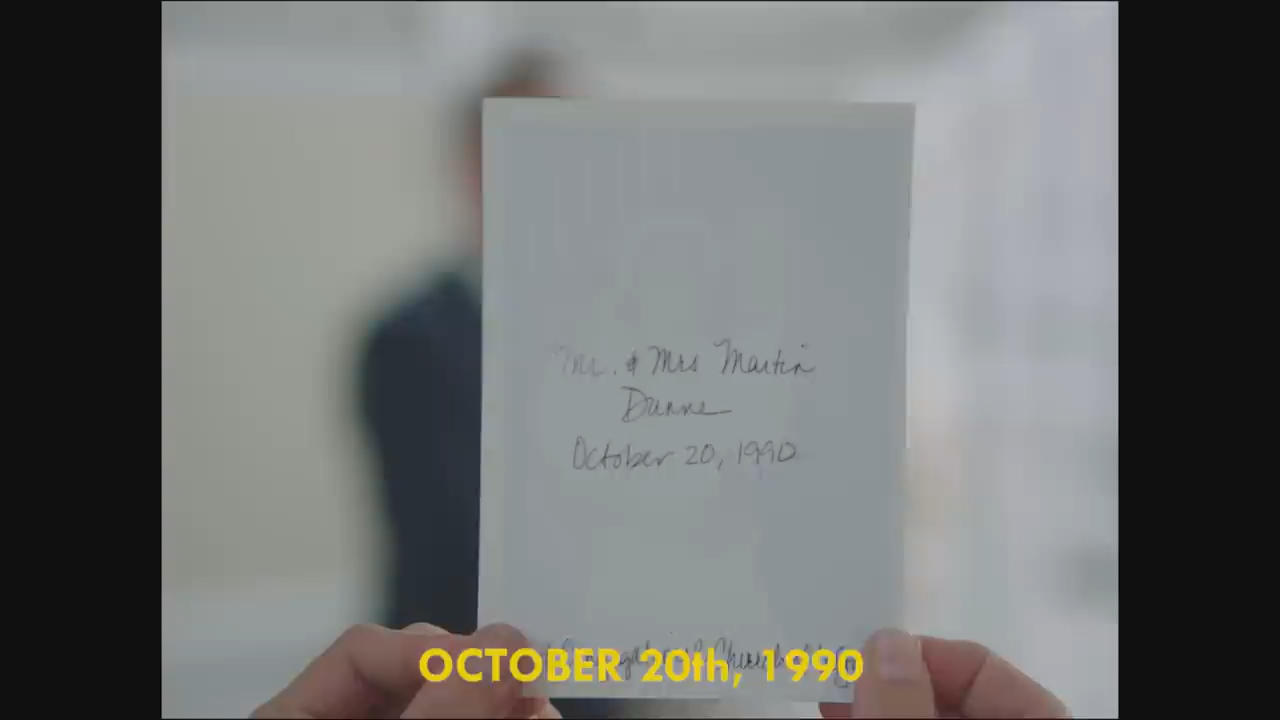 Mr. & Mrs Martin
Dunne
October 20, 1990
OCTOBER 20th, 1990